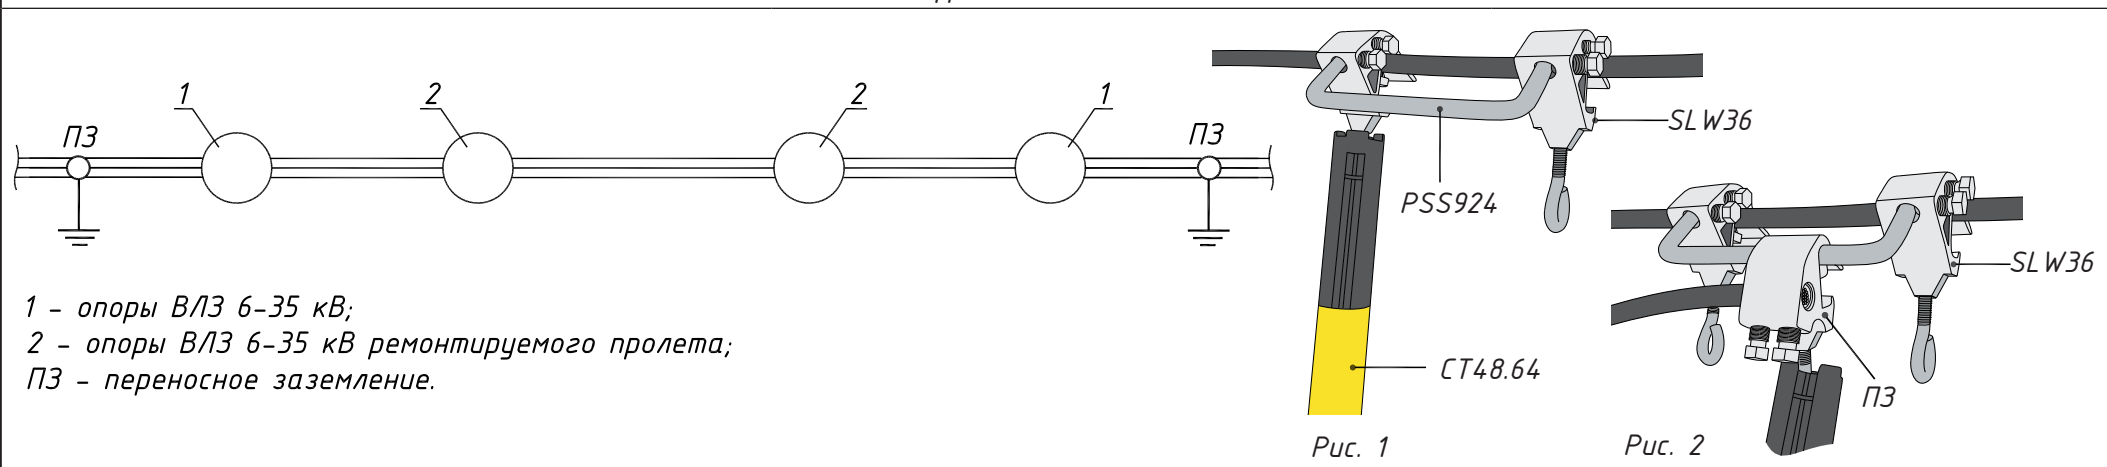 1
2
2
1
ПЗ
ПЗ
1 - опоры ВЛЗ 6-35 кВ;
2 - опоры ВЛЗ 6-35 кВ ремонтируемого пролета;
ПЗ - переносное заземление.
SLW36
PSS924
CT48.64
Рис. 1
SLW36
ПЗ
Рис. 2